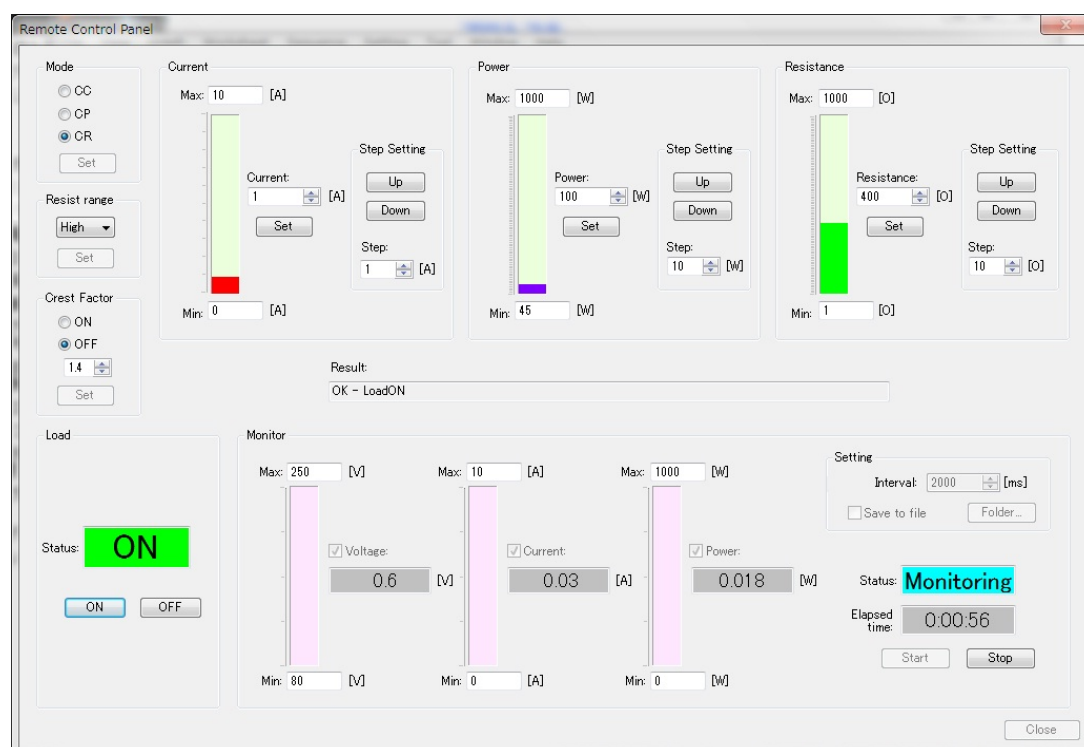 Remote Control Panel
Mode
CC
CP
CR
Set
Resist range
High
Set
Crest Factor
ON
OFF
1.4
Set
Current
Max: 10 [A]
Current:
1 [A]
Set
Min: 0 [A]
Step Setting
Up
Down
Step:
1 [A]
Power
Max: 1000 [W]
Power:
100 [W]
Set
Min: 45 [W]
Step Setting
Up
Down
Step:
10 [W]
Resistance
Max: 1000 [O]
Resistance:
400 [O]
Set
Min: 1 [O]
Step Setting
Up
Down
Step:
10 [O]
Result:
OK - LoadON
Load
Status: ON
ON OFF
Monitor
Max: 250 [V]
Voltage:
0.6 [V]
Min: 80 [V]
Max: 10 [A]
Current:
0.03 [A]
Min: 0 [A]
Max: 1000 [W]
Power:
0.018 [W]
Min: 0 [W]
Setting
Interval: 2000 [ms]
Save to file Folder...
Status: Monitoring
Elapsed
time: 0:00:56
Start Stop
Close